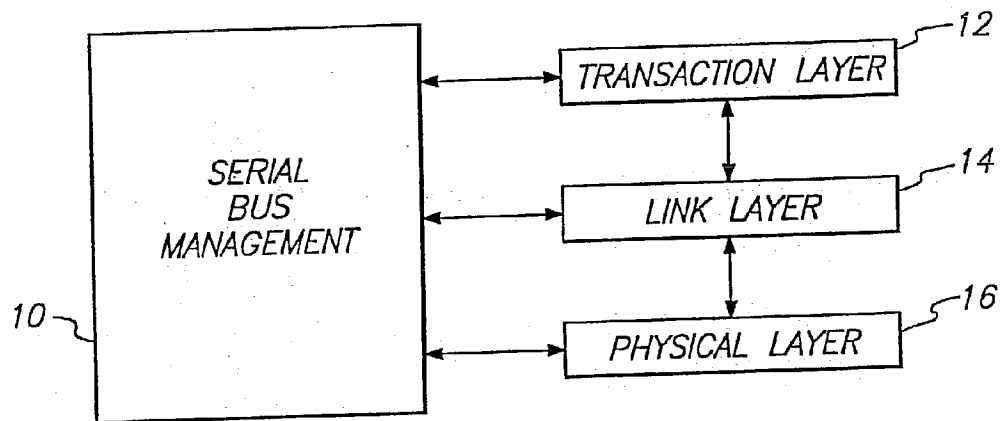 12
TRANSACTION LAYER
14
SERIAL
BUS
MANAGEMENT
LINK LAYER
10
16
PHYSICAL LAYER